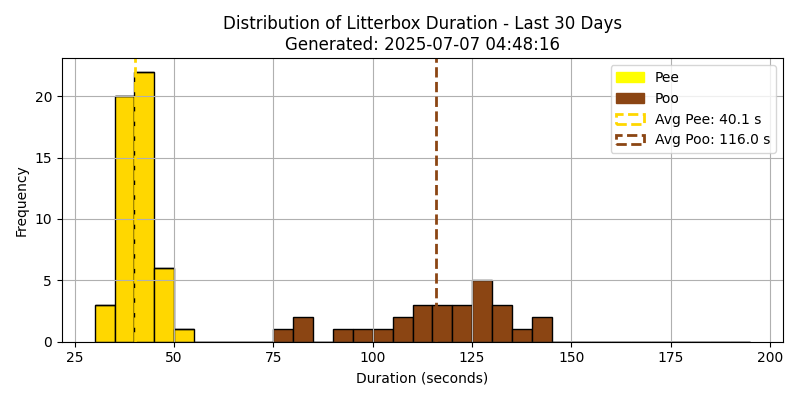 Distribution of Litterbox Duration - Last 30 Days
Generated: 2025-07-07 04:48:16
Pee
Poo
Avg Pee: 40.1 s
Avg Poo: 116.0 s
Frequency
20
15
10
5
0
25
50
75
100
125
150
175
200
Duration (seconds)